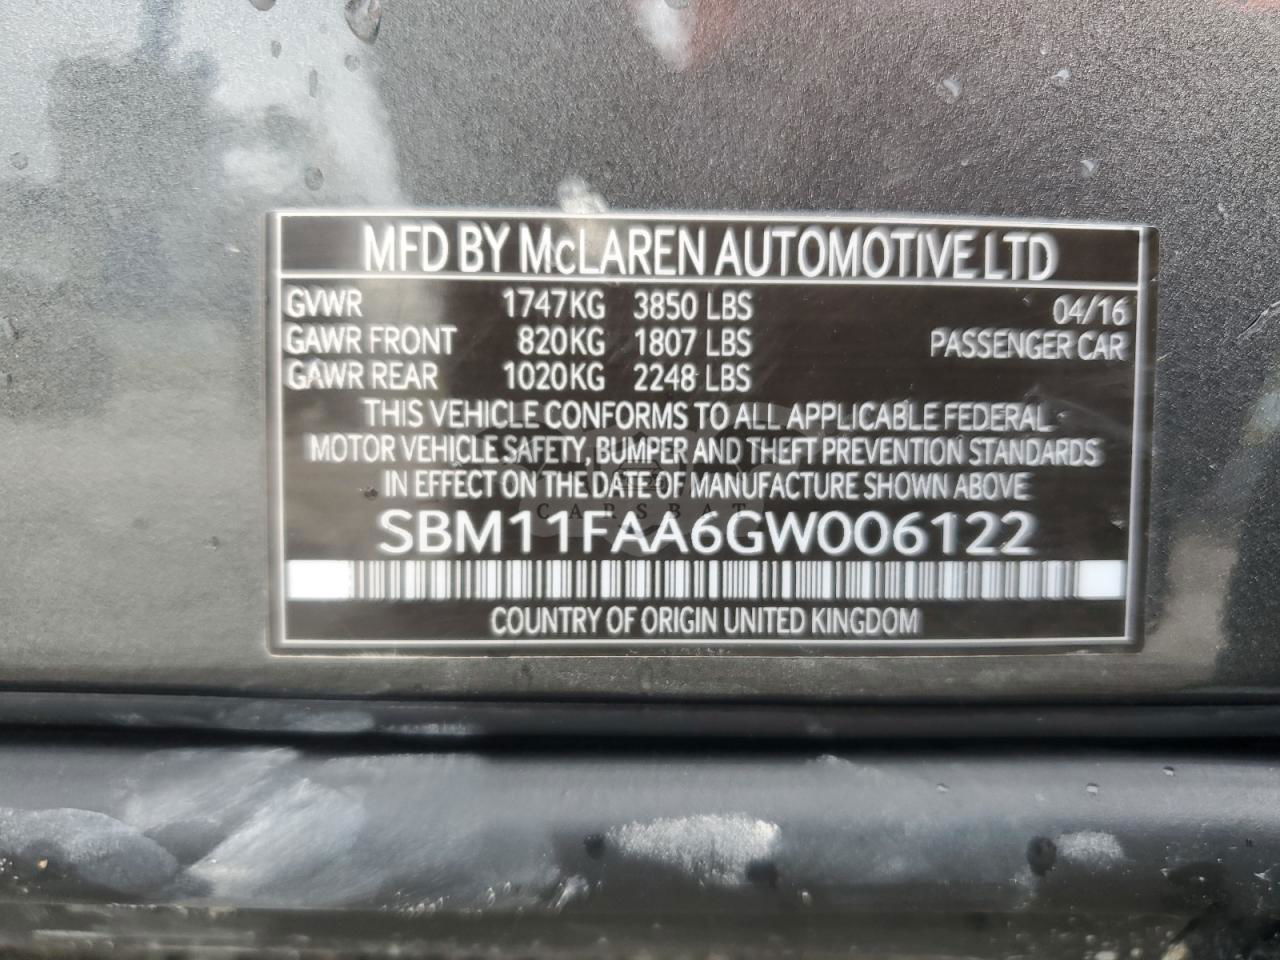 MFD BY McLAREN AUTOMOTIVE LTD
GVWR 1747KG 3850 LBS 04/16
GAWR FRONT 820KG 1807 LBS PASSENGER CAR
GAWR REAR 1020KG 2248 LBS
THIS VEHICLE CONFORMS TO ALL APPLICABLE FEDERAL
MOTOR VEHICLE SAFETY, BUMPER AND THEFT PREVENTION STANDARDS
IN EFFECT ON THE DATE OF MANUFACTURE SHOWN ABOVE
CARSBAT
SBM11FAA6GW006122
COUNTRY OF ORIGIN UNITED KINGDOM